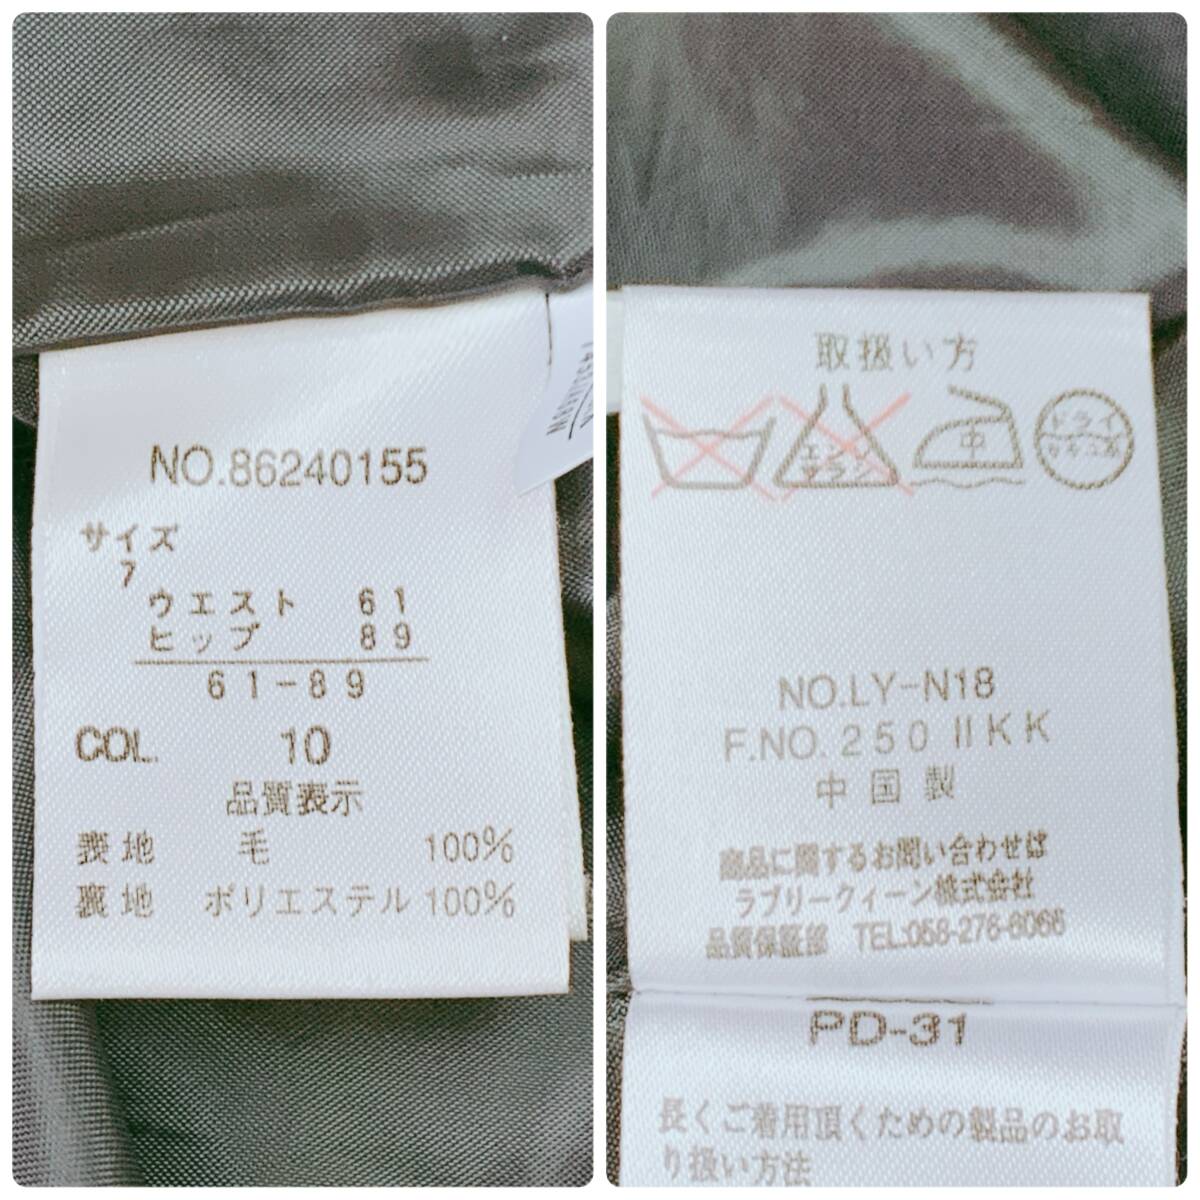 NO.86240155
サイズ
7
ウエスト 61
ヒップ 89
61-89
COL. 10
品質表示
表地 毛 100%
裏地 ポリエステル 100%
取扱い方
エンソ
サラシ
中
ドライ
セキユ系
NO.LY-N18
F.NO.250 II KK
中国製
商品に関するお問い合わせは
ラブリークィーン株式会社
品質保証部 TEL:058-276-6066
PD-31
長くご着用頂くための製品のお取
り扱い方法